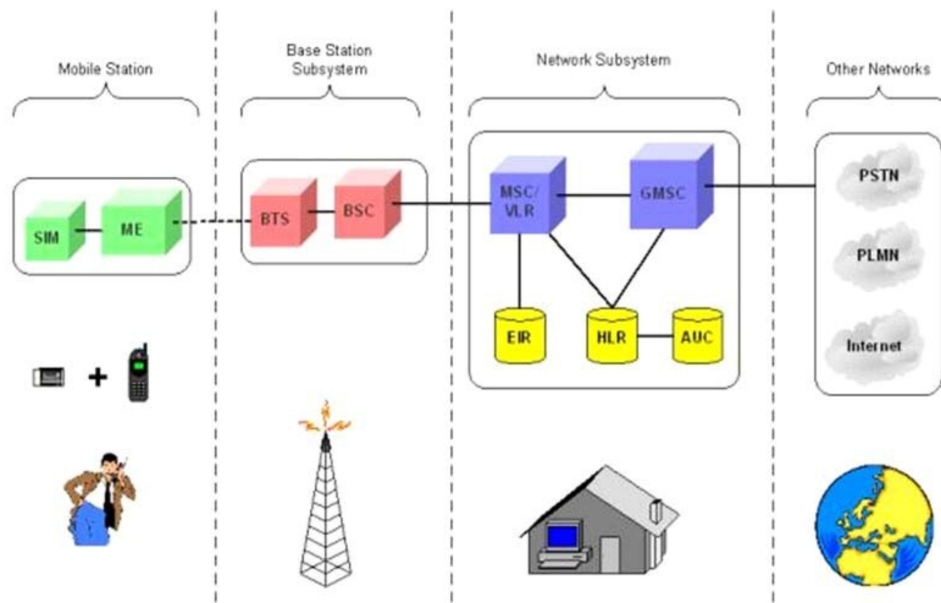 Mobile Station
Base Station
Subsystem
Network Subsystem
Other Networks
SIM
ME
BTS
BSC
MSC/
VLR
GMSC
EIR
HLR
AUC
PSTN
PLMN
Internet
+